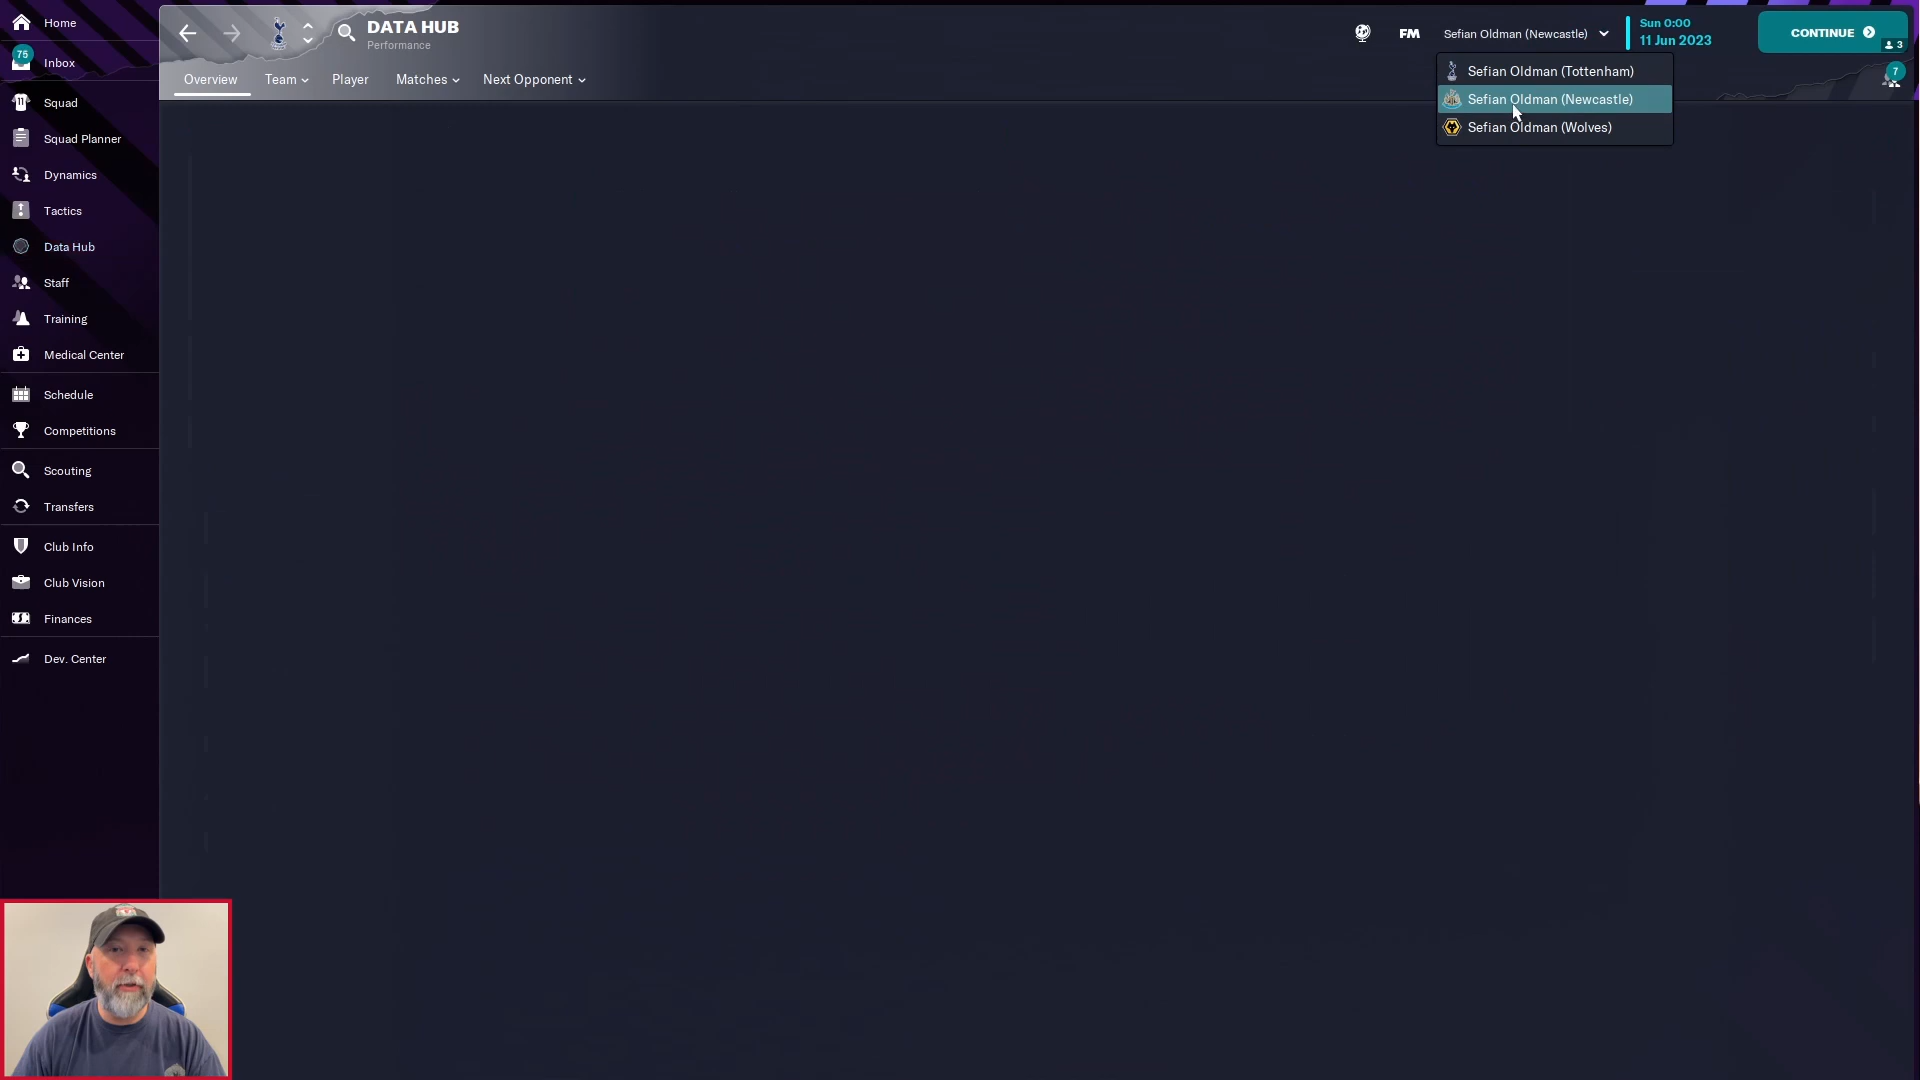 Home
75
Inbox
Squad
Squad Planner
Dynamics
Tactics
Data Hub
Staff
Training
Medical Center
Schedule
Competitions
Scouting
Transfers
Club Info
Club Vision
Finances
Dev. Center
DATA HUB
Performance
Overview
Team
Player
Matches
Next Opponent
FM
Sefian Oldman (Newcastle)
Sun 0:00
11 Jun 2023
CONTINUE
3
7
Sefian Oldman (Tottenham)
Sefian Oldman (Newcastle)
Sefian Oldman (Wolves)